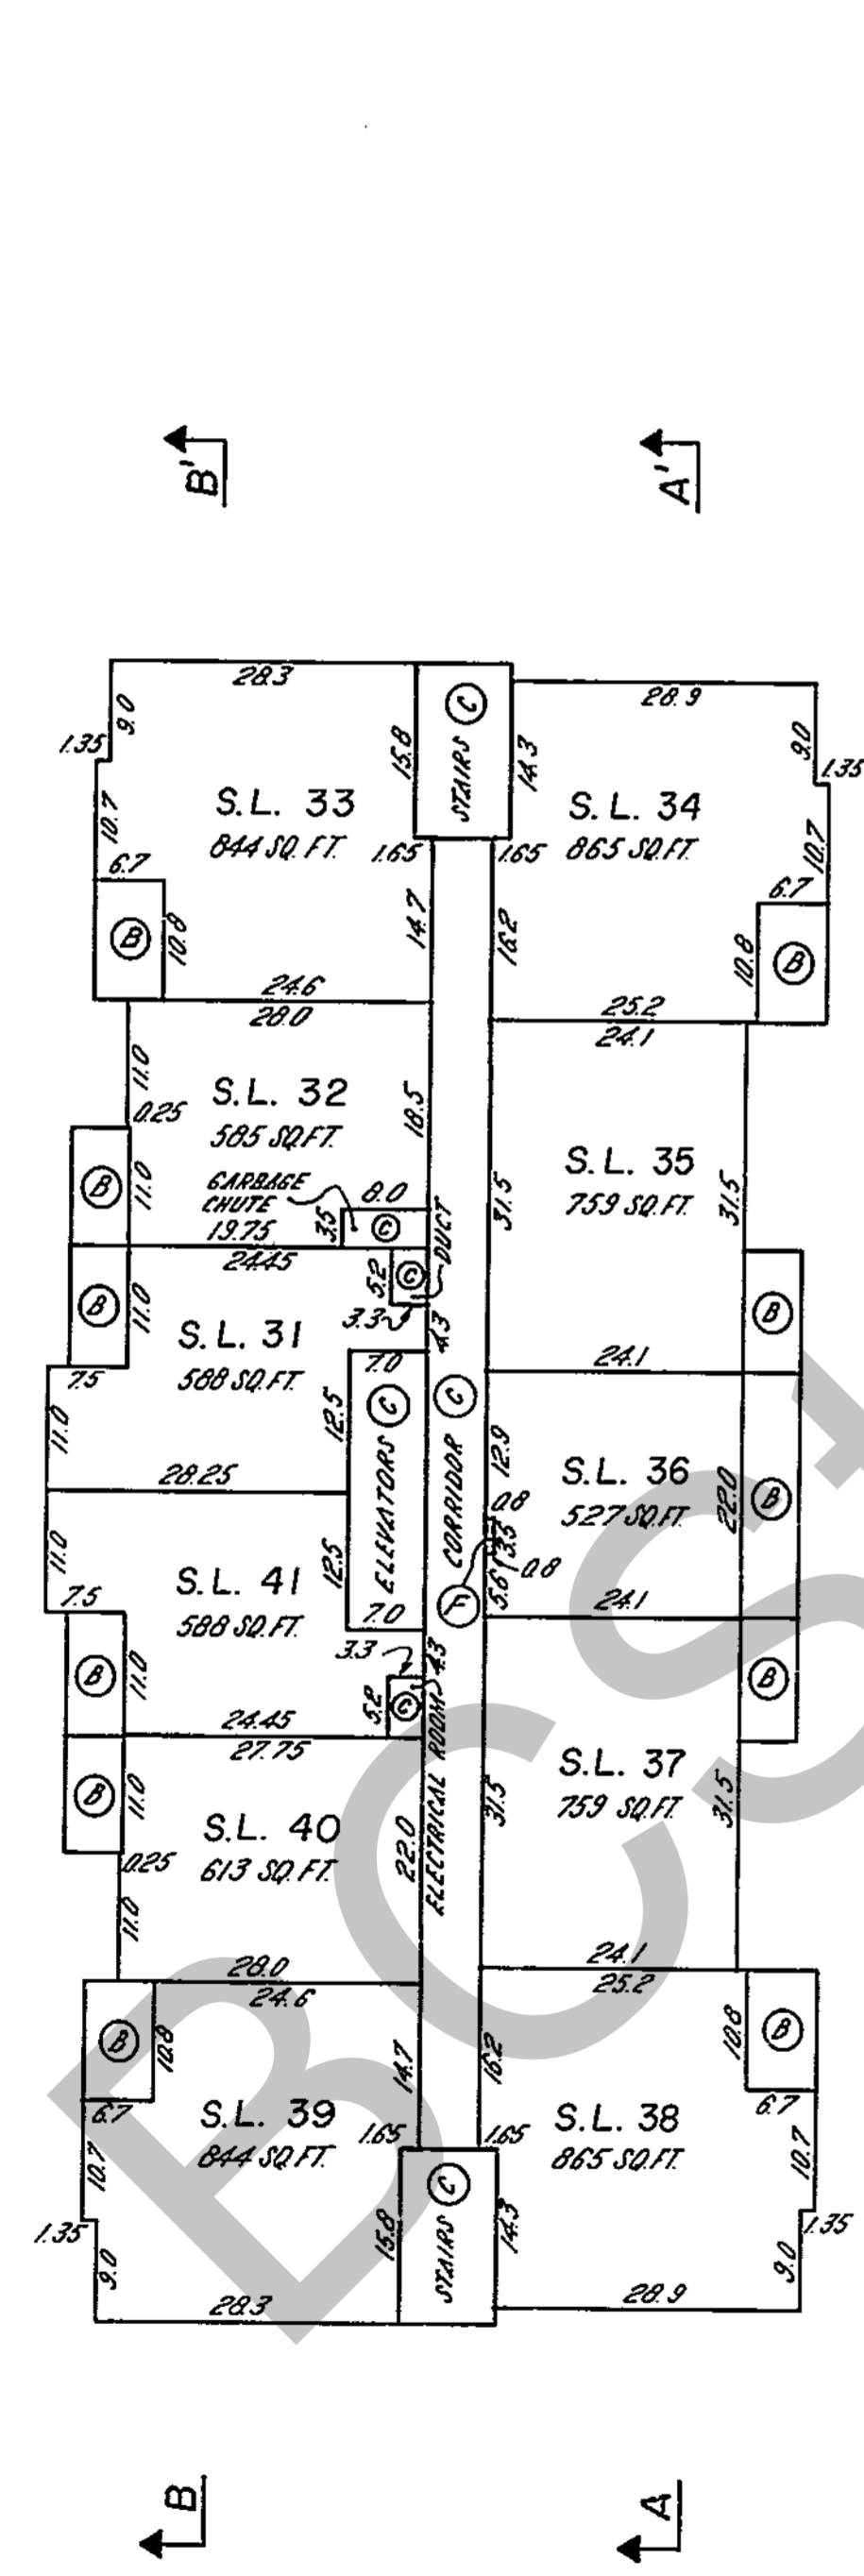 B'
A'
28.3
28.9
1.35
9.0
15.8
STAIRS
C
14.3
9.0
1.35
S.L. 33
844 SQ. FT.
S.L. 34
865 SQ.FT.
10.7
6.7
1.65
1.65
10.7
6.7
B
10.8
14.7
16.2
10.8
B
24.6
28.0
25.2
24.1
11.0
0.25
S.L. 32
585 SQ.FT.
18.5
S.L. 35
759 SQ.FT.
B
11.0
GARBAGE
CHUTE
8.0
3.5
C
31.5
31.5
19.75
24.45
DUCT
B
11.0
5.2
C
3.3
4.3
B
S.L. 31
588 SQ.FT.
7.5
7.0
24.1
11.0
12.5
C
C
12.9
28.25
ELEVATORS
CORRIDOR
S.L. 36
527 SQ.FT.
22.0
B
0.8
3.5
0.8
5.6
F
11.0
12.5
S.L. 41
588 SQ.FT.
7.5
7.0
24.1
3.3
4.3
B
11.0
5.2
C
B
24.45
27.75
ELECTRICAL ROOM
S.L. 37
759 SQ.FT.
B
11.0
31.5
31.5
S.L. 40
613 SQ.FT.
22.0
0.25
11.0
28.0
24.6
24.1
25.2
B
10.8
14.7
16.2
10.8
B
6.7
S.L. 39
844 SQ.FT.
1.65
1.65
S.L. 38
865 SQ.FT.
6.7
10.7
10.7
1.35
9.0
15.8
STAIRS
C
14.3
1.35
9.0
28.3
28.9
B
A
BCSt